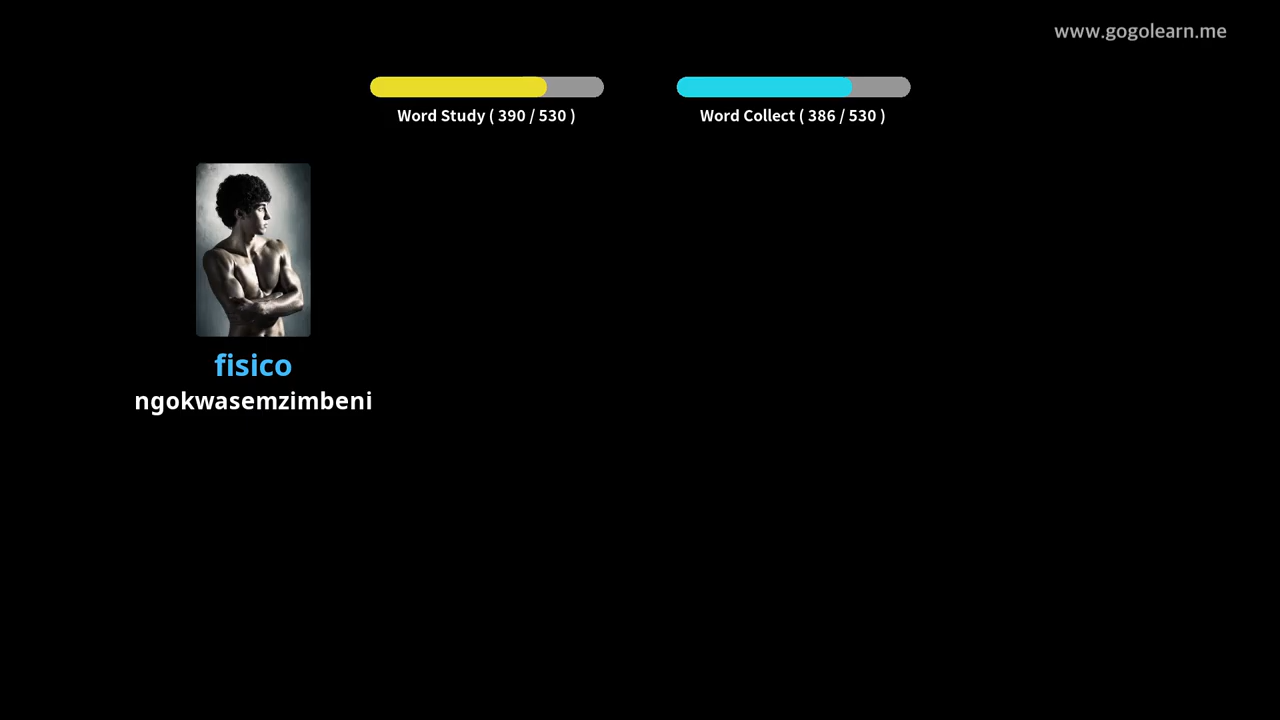 www.gogolearn.me
Word Study ( 390 / 530 )
Word Collect ( 386 / 530 )
fisico
ngokwasemzimbeni